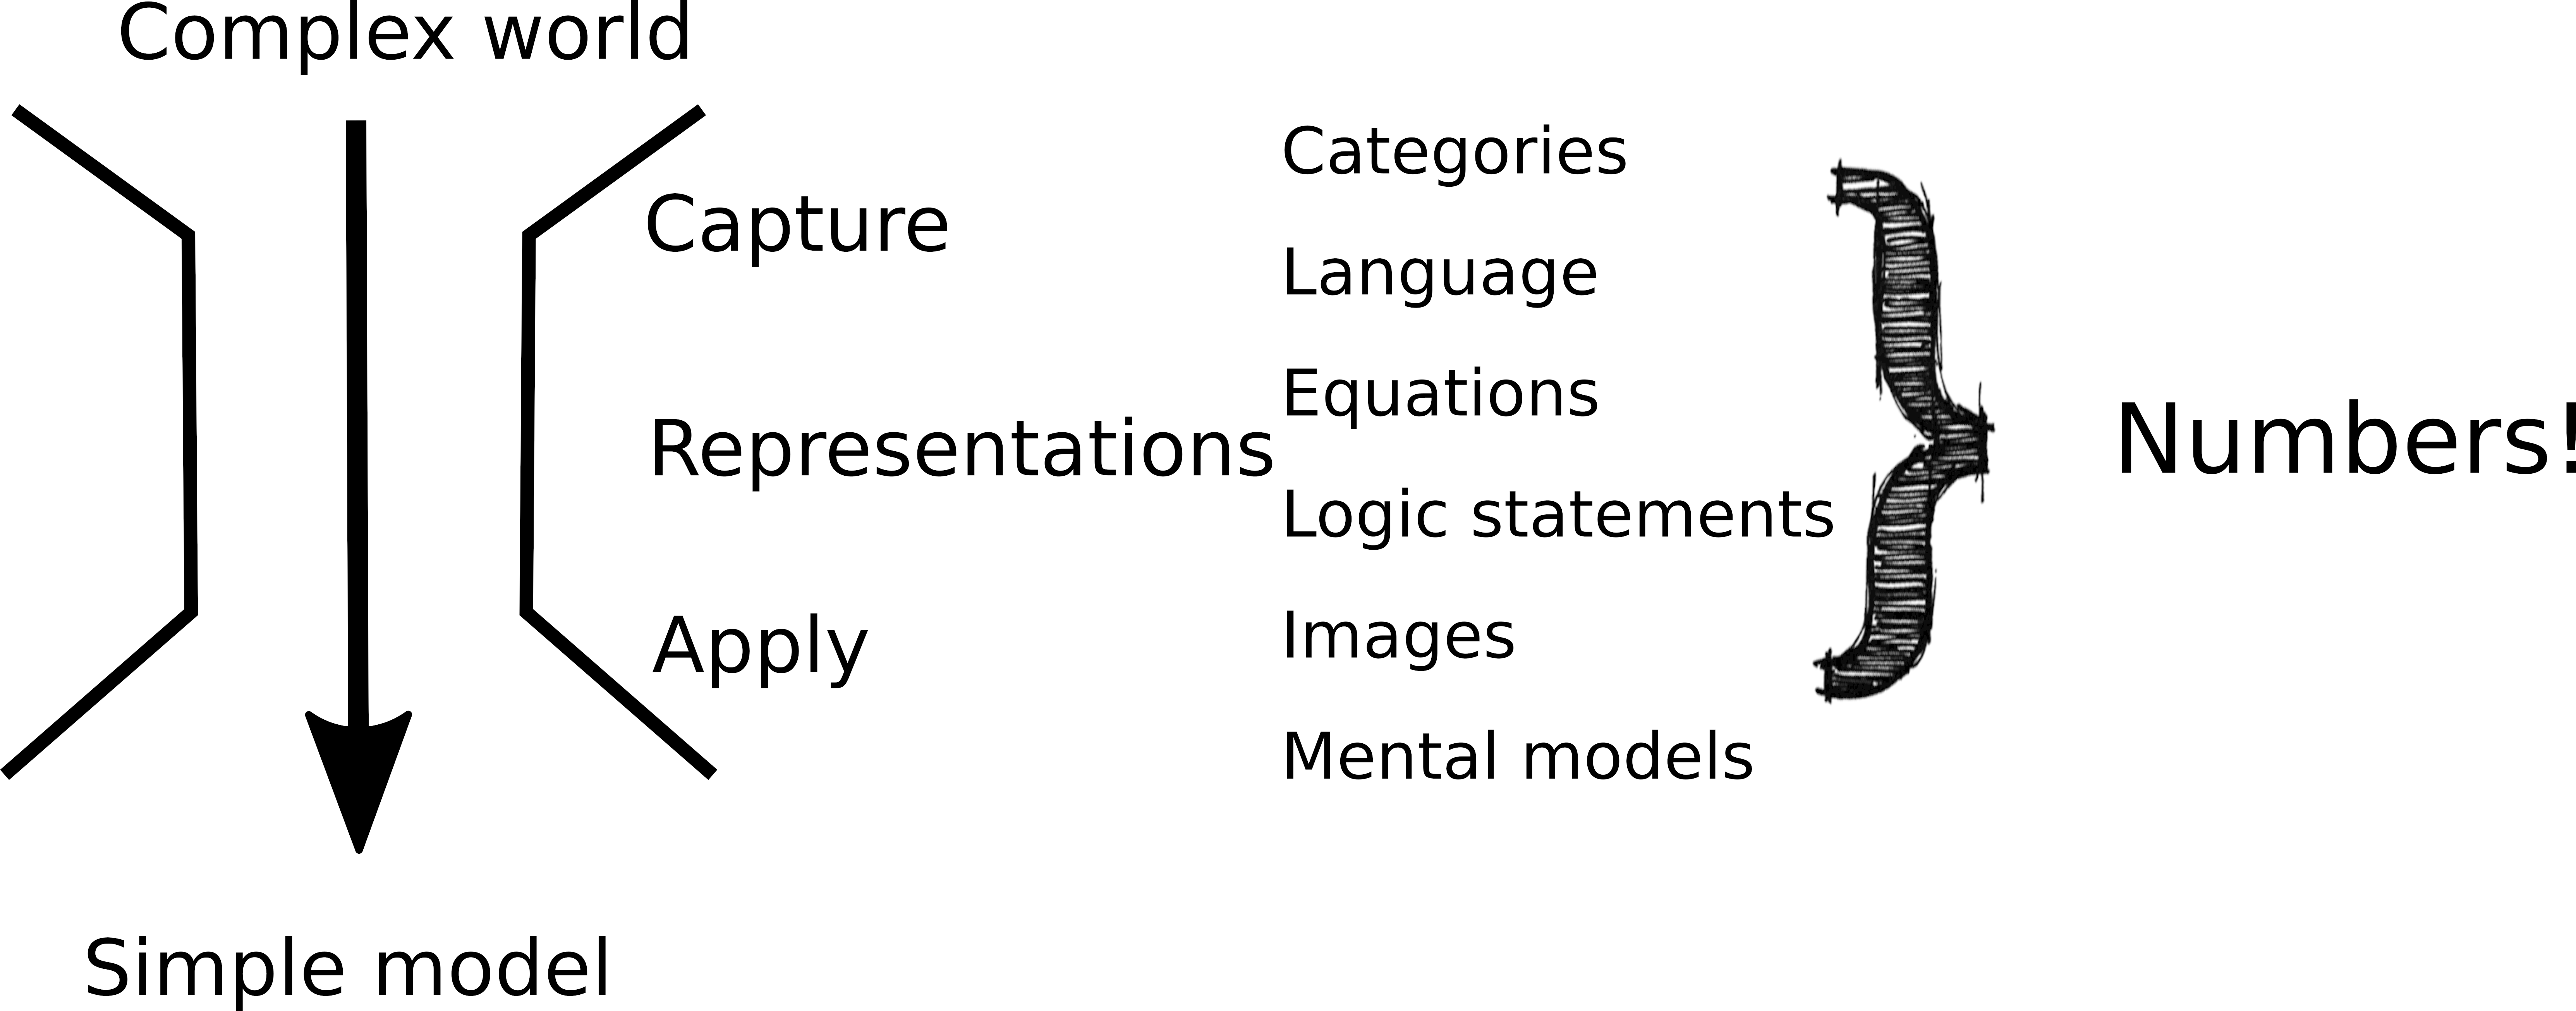 Complex world
Capture
Representations
Apply
Simple model
Categories
Language
Equations
Logic statements
Images
Mental models
Numbers!